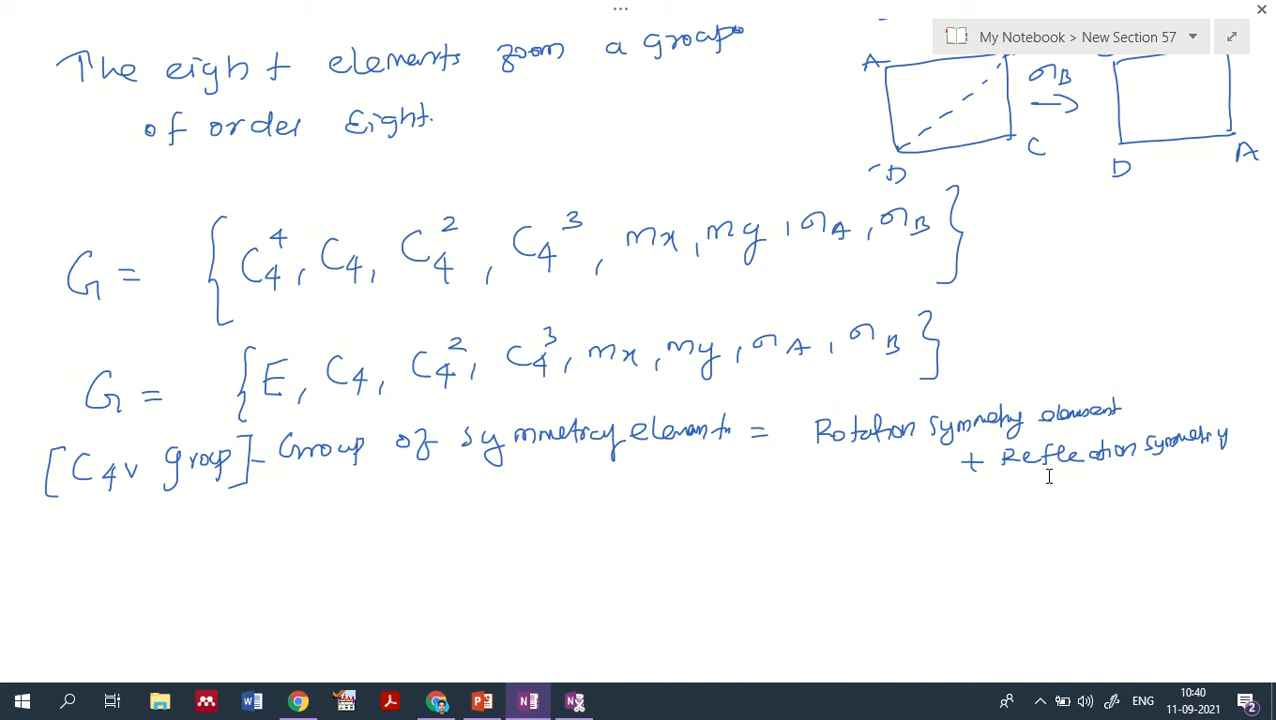 My Notebook > New Section 57
The eight elements form a group
of order Eight.
A
σB
C
D
D
A
G = { C₄⁴, C₄, C₄², C₄³, mx, my, σA, σB }
G = { E, C₄, C₄², C₄³, mx, my, σA, σB }
[C4v group] - Group of symmetry element = Rotation symmetry element
+ Reflection symmetry
ENG
10:40
11-09-2021
2